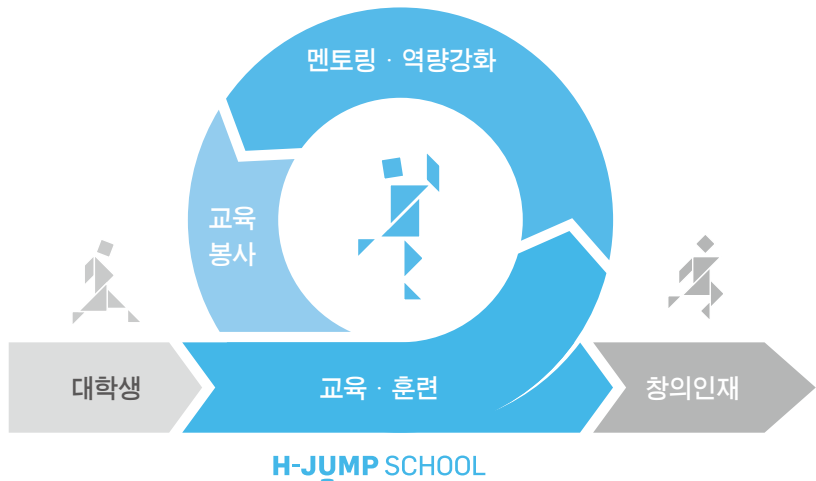 멘토링 · 역량강화
교육
봉사
대학생
교육 · 훈련
창의인재
H-JUMP SCHOOL